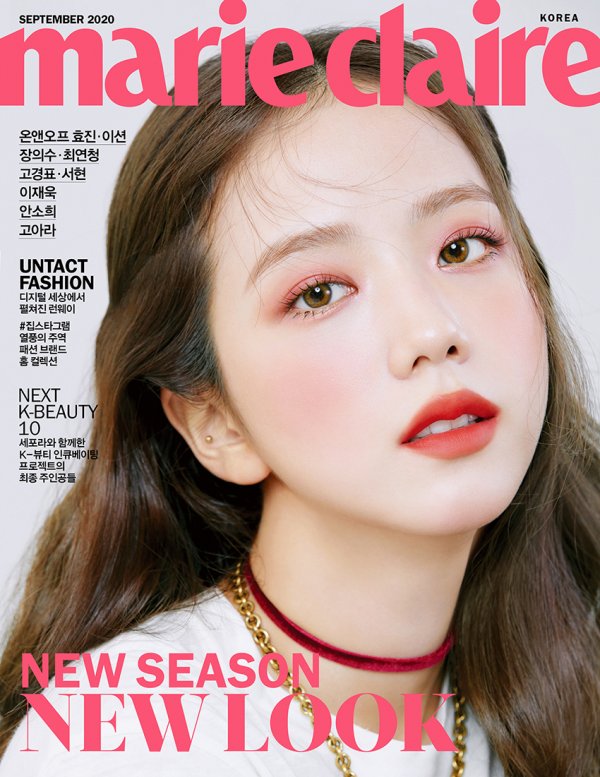 SEPTEMBER 2020
KOREA
marie claire
온앤오프 효진·이션
장의수·최연청
고경표·서현
이재욱
안소희
고아라
UNTACT
FASHION
디지털 세상에서
펼쳐진 런웨이
#집스타그램
열풍의 주역
패션 브랜드
홈 컬렉션
NEXT
K-BEAUTY
10
세포라와 함께한
K-뷰티 인큐베이팅
프로젝트의
최종 주인공들
NEW SEASON
NEW LOOK